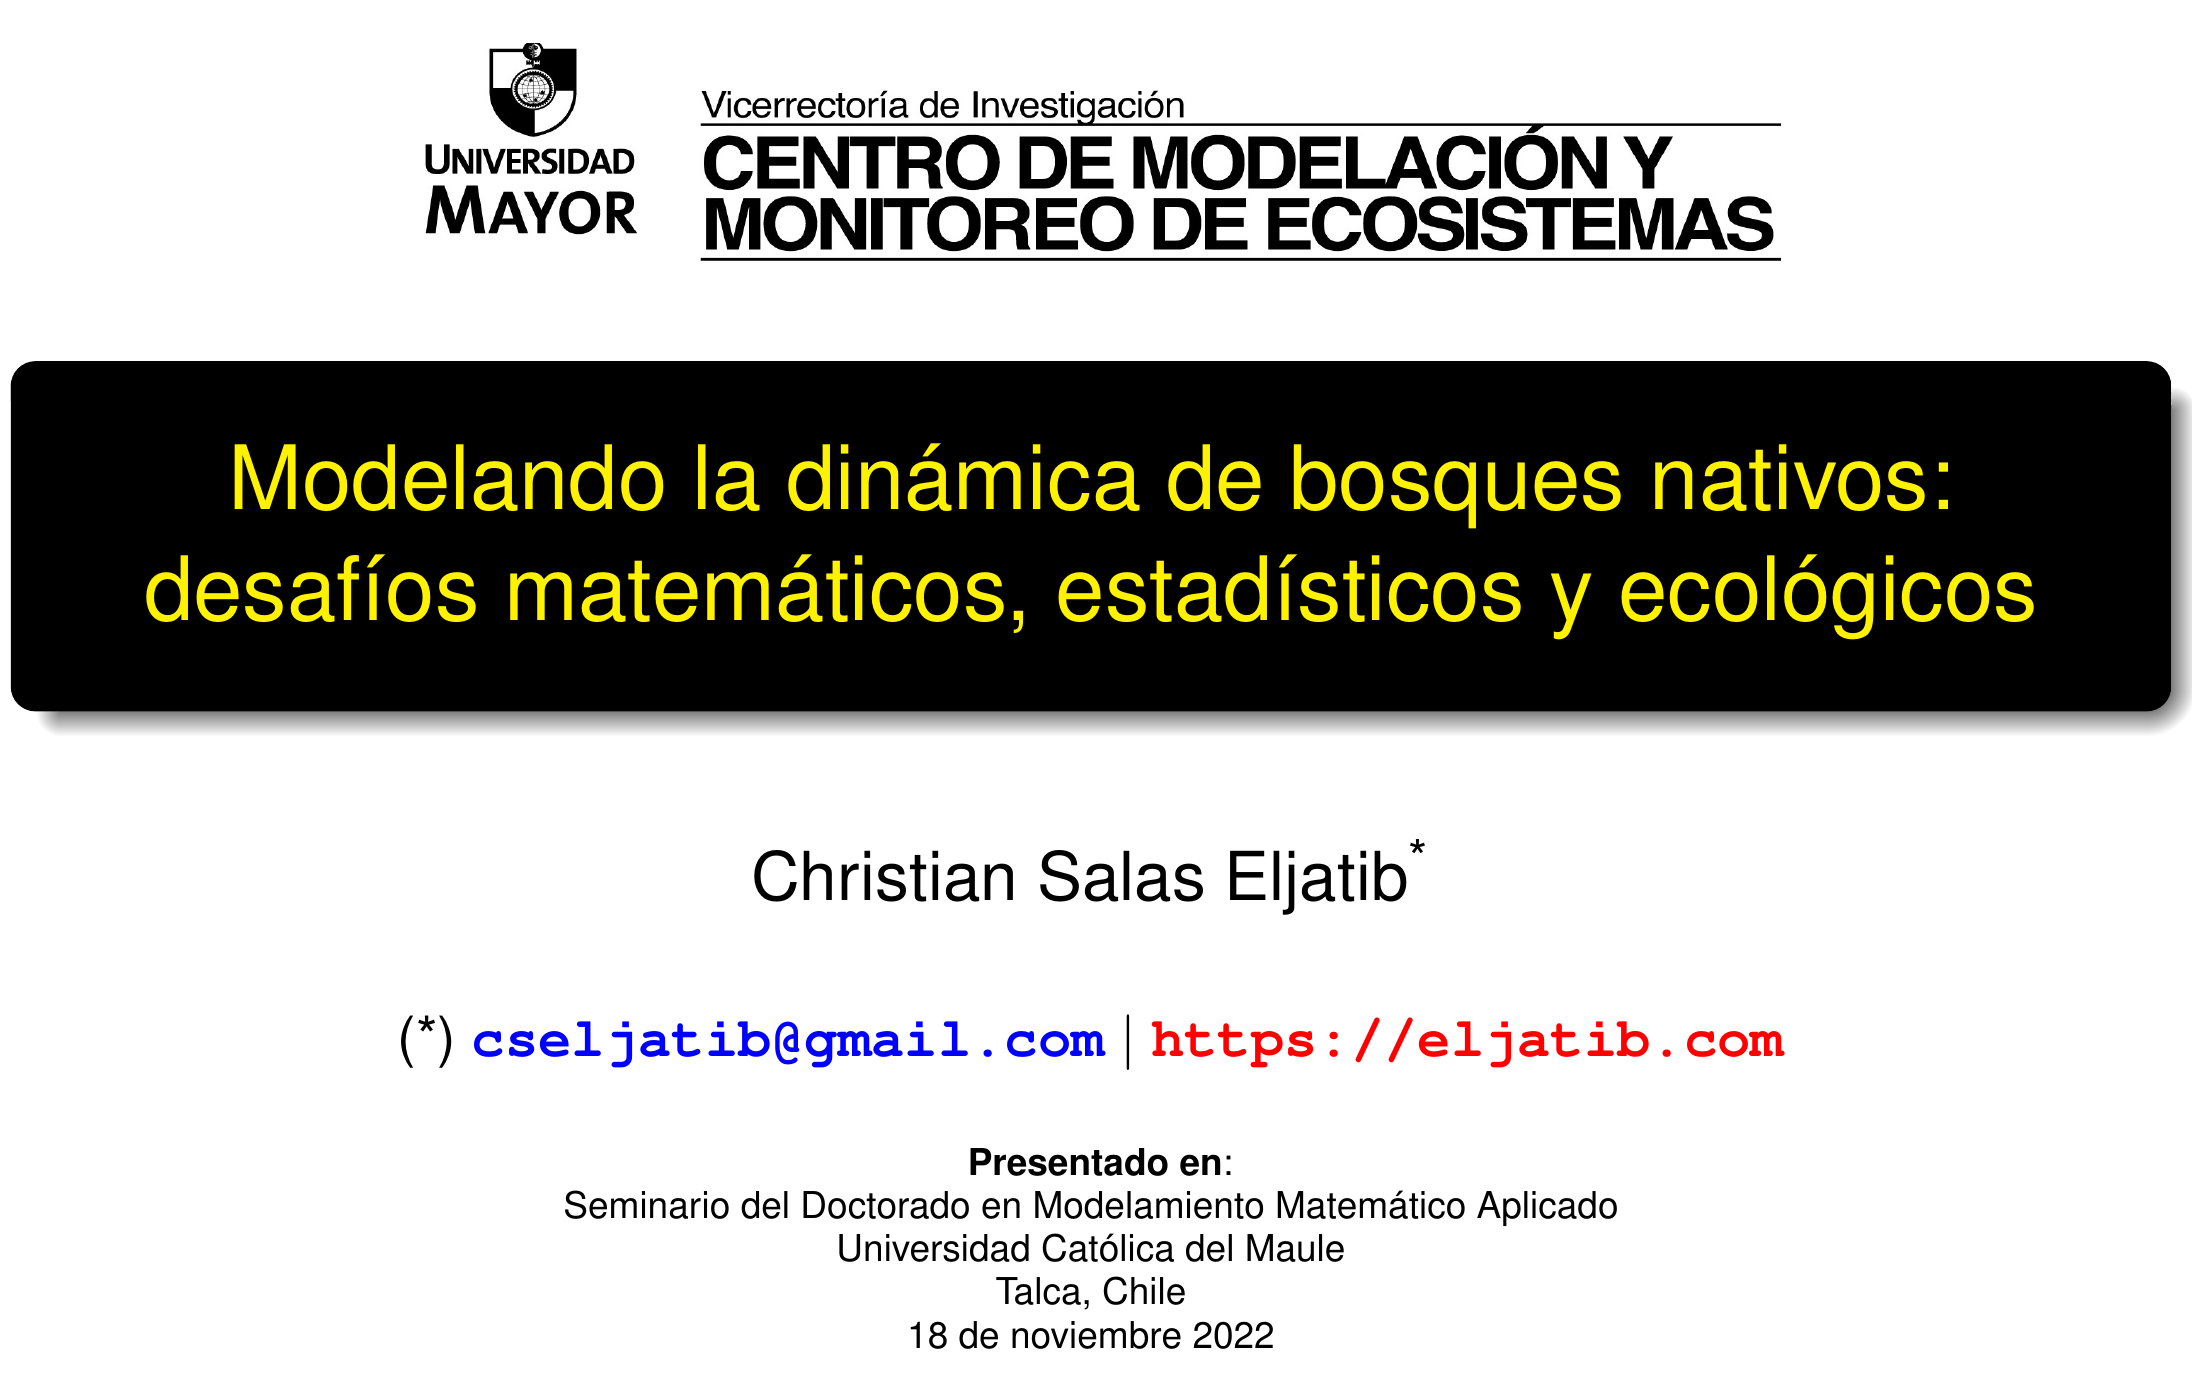 UNIVERSIDAD
MAYOR
Vicerrectoría de Investigación
CENTRO DE MODELACIÓN Y
MONITOREO DE ECOSISTEMAS
Modelando la dinámica de bosques nativos:
desafíos matemáticos, estadísticos y ecológicos
Christian Salas Eljatib*
(*) cseljatib@gmail.com | https://eljatib.com
Presentado en:
Seminario del Doctorado en Modelamiento Matemático Aplicado
Universidad Católica del Maule
Talca, Chile
18 de noviembre 2022